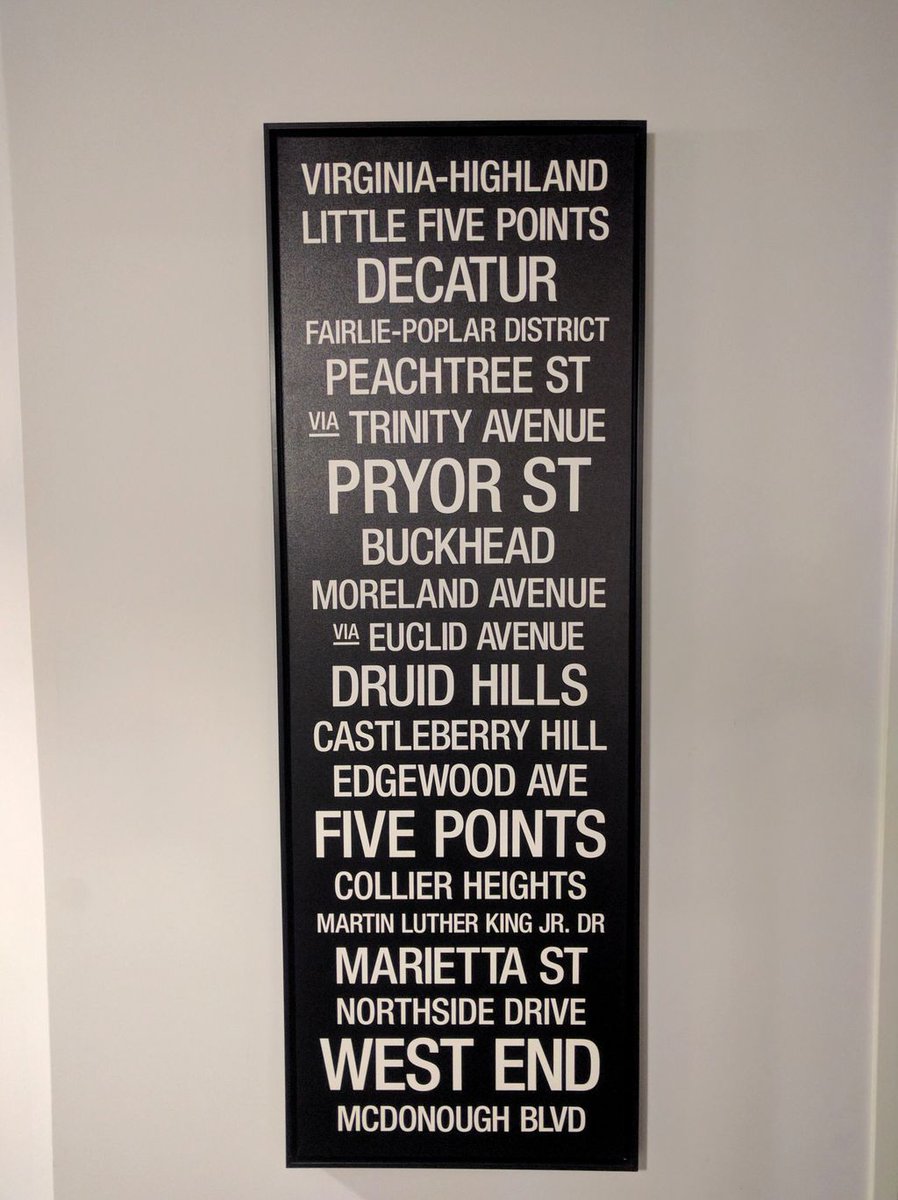 VIRGINIA-HIGHLAND
LITTLE FIVE POINTS
DECATUR
FAIRLIE-POPLAR DISTRICT
PEACHTREE ST
VIA TRINITY AVENUE
PRYOR ST
BUCKHEAD
MORELAND AVENUE
VIA EUCLID AVENUE
DRUID HILLS
CASTLEBERRY HILL
EDGEWOOD AVE
FIVE POINTS
COLLIER HEIGHTS
MARTIN LUTHER KING JR. DR
MARIETTA ST
NORTHSIDE DRIVE
WEST END
MCDONOUGH BLVD